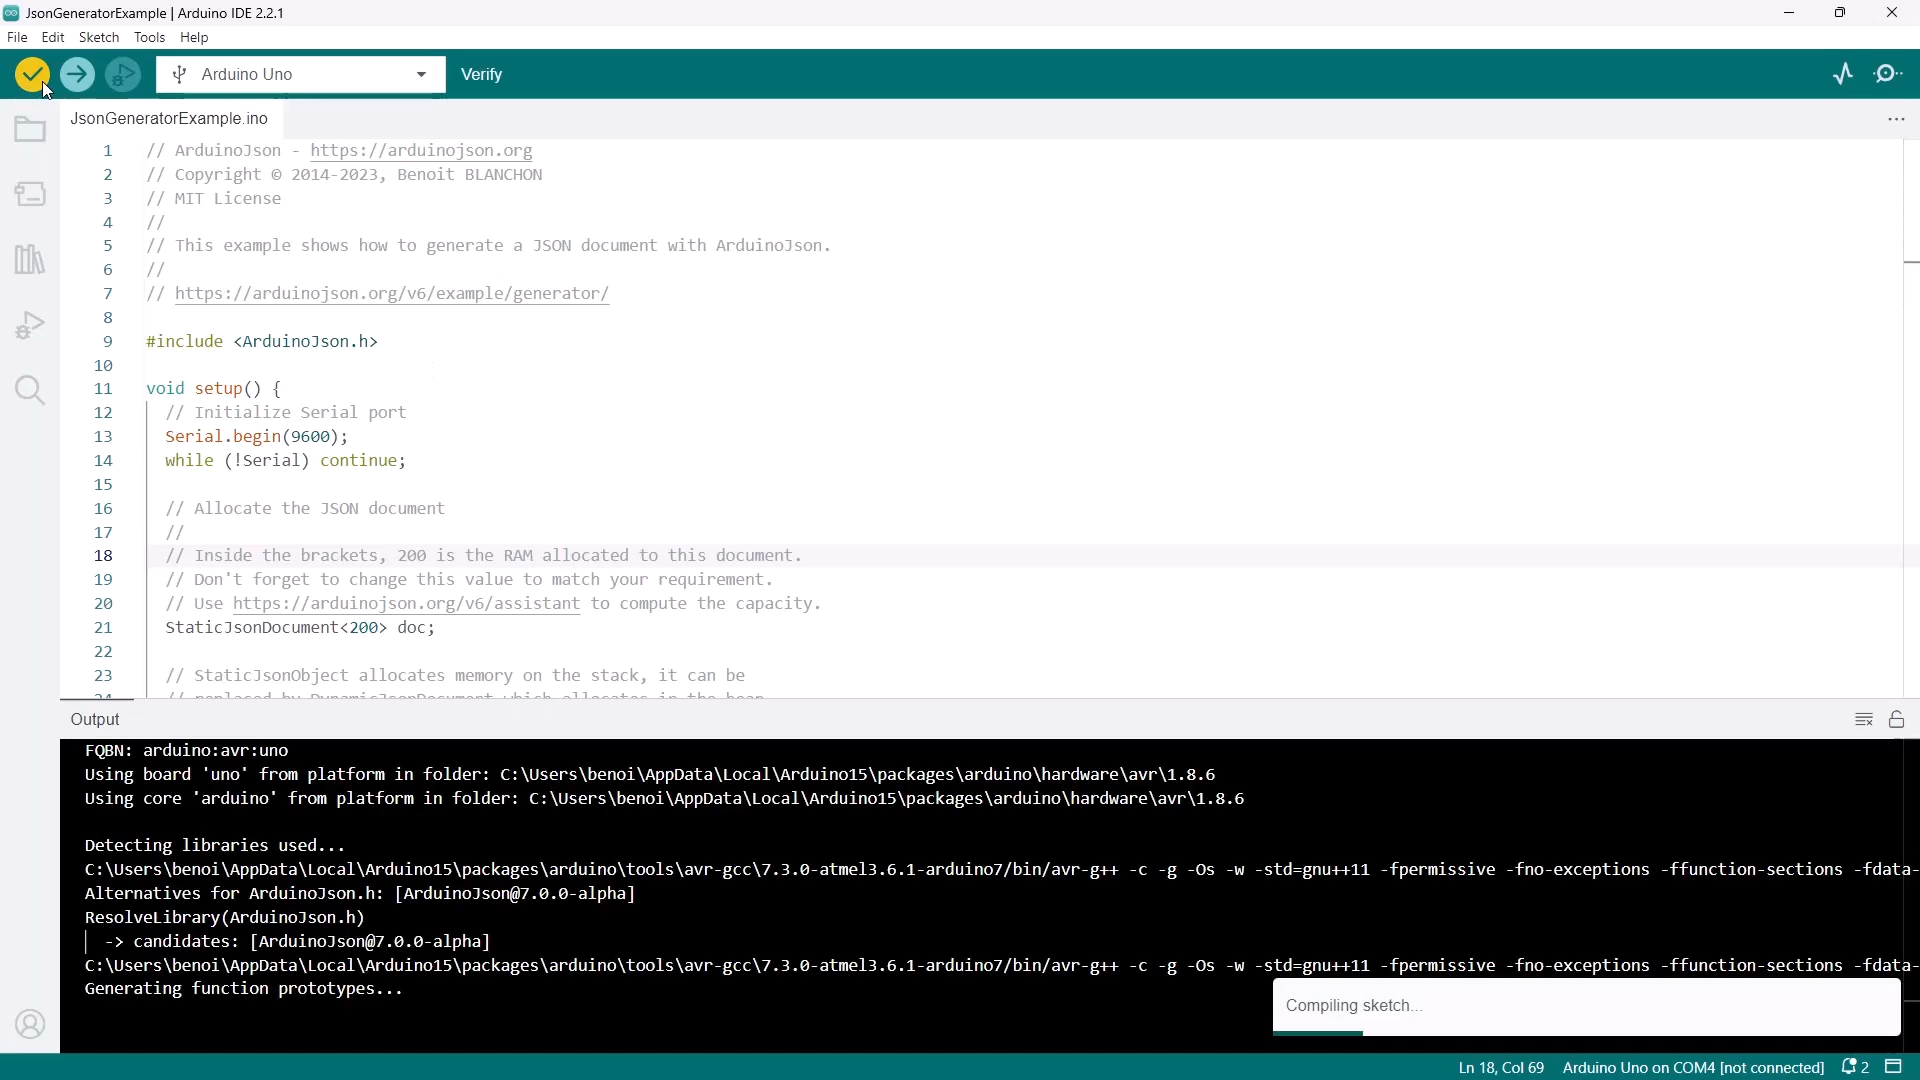 JsonGeneratorExample | Arduino IDE 2.2.1
File Edit Sketch Tools Help
Arduino Uno
Verify
JsonGeneratorExample.ino
1 // ArduinoJson - https://arduinojson.org
2 // Copyright © 2014-2023, Benoit BLANCHON
3 // MIT License
4 //
5 // This example shows how to generate a JSON document with ArduinoJson.
6 //
7 // https://arduinojson.org/v6/example/generator/
8
9 #include <ArduinoJson.h>
10
11 void setup() {
12 // Initialize Serial port
13 Serial.begin(9600);
14 while (!Serial) continue;
15
16 // Allocate the JSON document
17 //
18 // Inside the brackets, 200 is the RAM allocated to this document.
19 // Don't forget to change this value to match your requirement.
20 // Use https://arduinojson.org/v6/assistant to compute the capacity.
21 StaticJsonDocument<200> doc;
22
23 // StaticJsonObject allocates memory on the stack, it can be
24 // replaced by DynamicJsonDocument which allocates in the heap.
Output
FQBN: arduino:avr:uno
Using board 'uno' from platform in folder: C:\Users\benoi\AppData\Local\Arduino15\packages\arduino\hardware\avr\1.8.6
Using core 'arduino' from platform in folder: C:\Users\benoi\AppData\Local\Arduino15\packages\arduino\hardware\avr\1.8.6
Detecting libraries used...
C:\Users\benoi\AppData\Local\Arduino15\packages\arduino\tools\avr-gcc\7.3.0-atmel3.6.1-arduino7/bin/avr-g++ -c -g -Os -w -std=gnu++11 -fpermissive -fno-exceptions -ffunction-sections -fdata-
Alternatives for ArduinoJson.h: [ArduinoJson@7.0.0-alpha]
ResolveLibrary(ArduinoJson.h)
-> candidates: [ArduinoJson@7.0.0-alpha]
C:\Users\benoi\AppData\Local\Arduino15\packages\arduino\tools\avr-gcc\7.3.0-atmel3.6.1-arduino7/bin/avr-g++ -c -g -Os -w -std=gnu++11 -fpermissive -fno-exceptions -ffunction-sections -fdata-
Generating function prototypes...
Compiling sketch...
Ln 18, Col 69 Arduino Uno on COM4 [not connected] 2